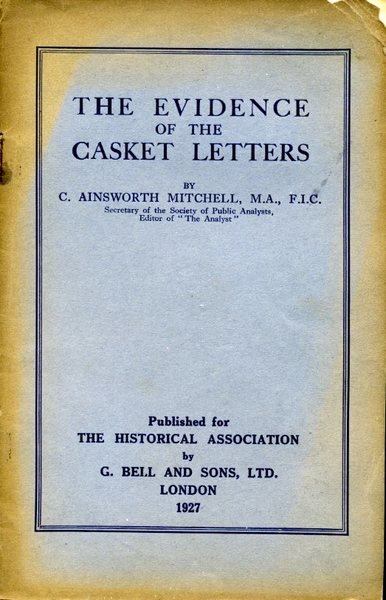 THE EVIDENCE
OF THE
CASKET LETTERS
BY
C. AINSWORTH MITCHELL, M.A., F.I.C.
Secretary of the Society of Public Analysts,
Editor of "The Analyst"
Published for
THE HISTORICAL ASSOCIATION
by
G. BELL AND SONS, LTD.
LONDON
1927